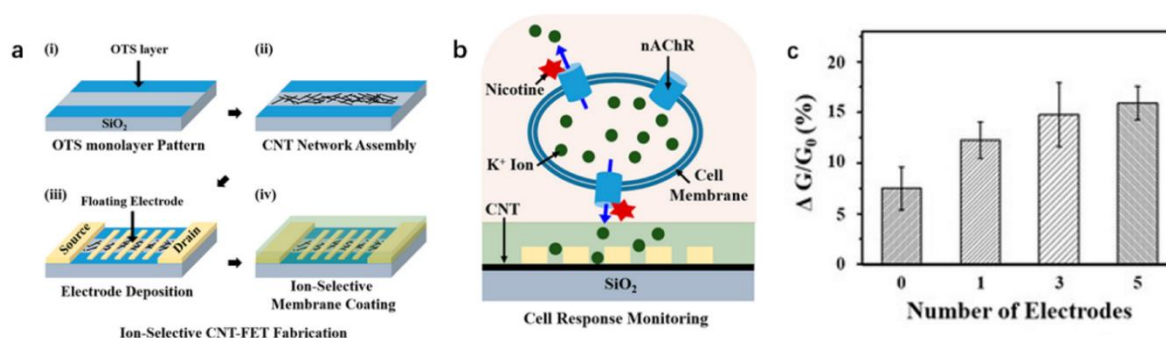 a
(i)
OTS layer
SiO₂
OTS monolayer Pattern
(ii)
CNT Network Assembly
(iii)
Floating Electrode
Source
Drain
Electrode Deposition
(iv)
Ion-Selective
Membrane Coating
Ion-Selective CNT-FET Fabrication
b
nAChR
Nicotine
K⁺ Ion
Cell
Membrane
CNT
SiO₂
Cell Response Monitoring
c
Δ G/G₀ (%)
20
15
10
5
0
0 1 3 5
Number of Electrodes